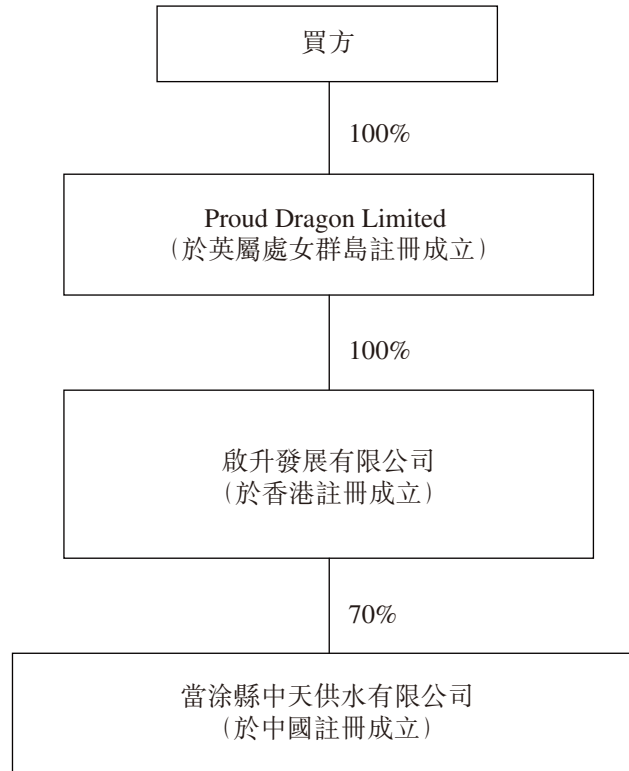 買方
100%
Proud Dragon Limited
（於英屬處女群島註冊成立）
100%
啟升發展有限公司
（於香港註冊成立）
70%
當涂縣中天供水有限公司
（於中國註冊成立）